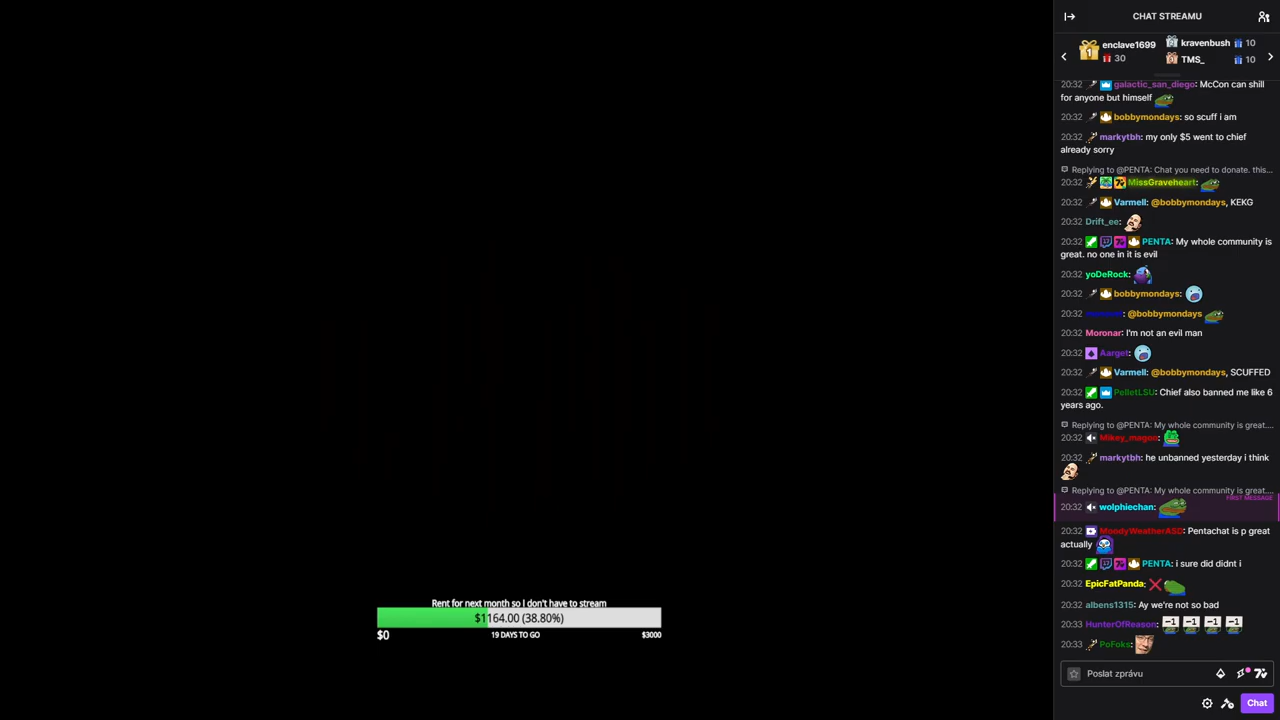 CHAT STREAMU
enclave1699
30
kravenbush 10
TMS_ 10
20:32 galactic_san_diego: McCon can shill
for anyone but himself
20:32 bobbymondays: so scuff i am
20:32 markytbh: my only $5 went to chief
already sorry
Replying to @PENTA: Chat you need to donate. this...
20:32 MissGraveheart:
20:32 Varmell: @bobbymondays, KEKG
20:32 Drift_ee:
20:32 PENTA: My whole community is
great. no one in it is evil
20:32 yoDeRock:
20:32 bobbymondays:
20:32 @bobbymondays
20:32 Moronar: I'm not an evil man
20:32 Aarget:
20:32 Varmell: @bobbymondays, SCUFFED
20:32 PelletLSU: Chief also banned me like 6
years ago.
Replying to @PENTA: My whole community is great....
20:32 Mikey_magoo:
20:32 markytbh: he unbanned yesterday i think
Replying to @PENTA: My whole community is great....
FIRST MESSAGE
20:32 wolphiechan:
20:32 MoodyWeatherASD: Pentachat is p great
actually
20:32 PENTA: i sure did didnt i
20:32 EpicFatPanda:
20:32 albens1315: Ay we're not so bad
20:33 HunterOfReason: -1 -1 -1 -1
20:33 PoFoks:
Poslat zprávu
Chat
Rent for next month so I don't have to stream
$1164.00 (38.80%)
$0
19 DAYS TO GO
$3000